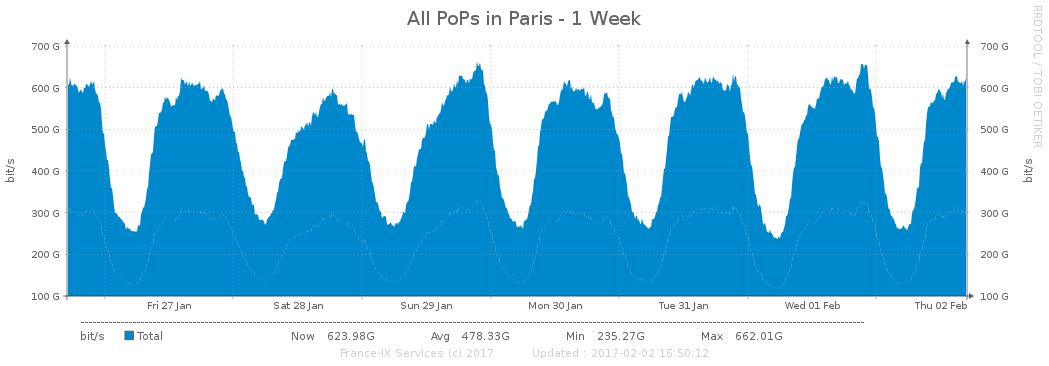 All PoPs in Paris - 1 Week
RRDTOOL / TOBI OETIKER
700 G 700 G
600 G 600 G
500 G 500 G
400 G 400 G
300 G 300 G
200 G 200 G
100 G 100 G
bit/s bit/s
Fri 27 Jan Sat 28 Jan Sun 29 Jan Mon 30 Jan Tue 31 Jan Wed 01 Feb Thu 02 Feb
bit/s Total Now 623.98G Avg 478.33G Min 235.27G Max 662.01G
France-IX Services (c) 2017 Updated : 2017-02-02 16:50:12